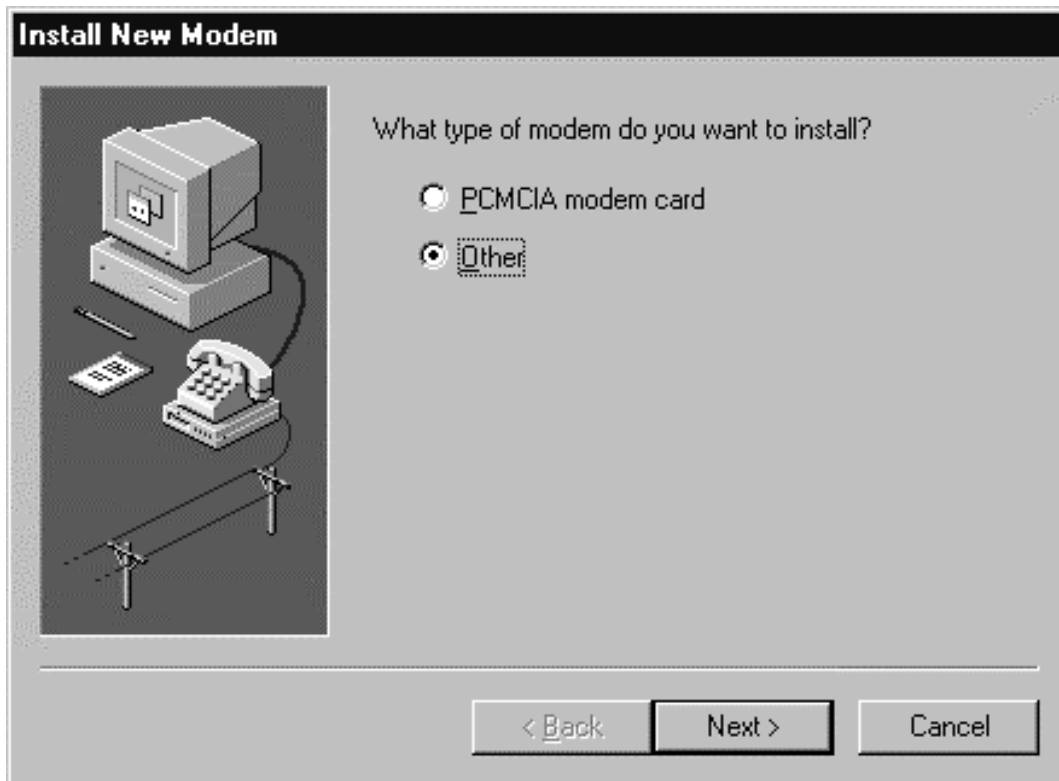 Install New Modem
What type of modem do you want to install?
PCMCIA modem card
Other
< Back
Next >
Cancel